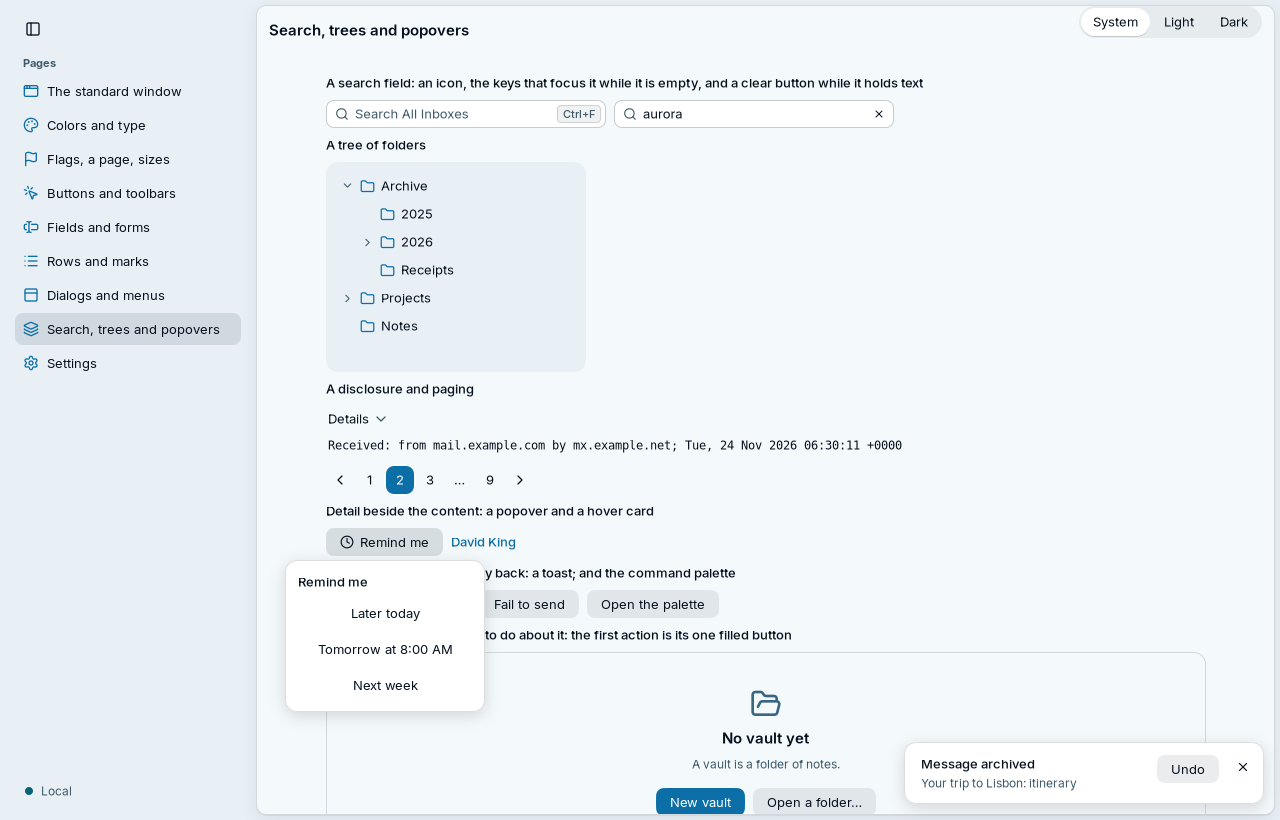 Search, trees and popovers
System
Light
Dark
Pages
The standard window
Colors and type
Flags, a page, sizes
Buttons and toolbars
Fields and forms
Rows and marks
Dialogs and menus
Search, trees and popovers
Settings
Local
A search field: an icon, the keys that focus it while it is empty, and a clear button while it holds text
Search All Inboxes
Ctrl+F
aurora
A tree of folders
Archive
2025
2026
Receipts
Projects
Notes
A disclosure and paging
Details
Received: from mail.example.com by mx.example.net; Tue, 24 Nov 2026 06:30:11 +0000
1 2 3 … 9
Detail beside the content: a popover and a hover card
Remind me
David King
y back: a toast; and the command palette
Fail to send
Open the palette
to do about it: the first action is its one filled button
Remind me
Later today
Tomorrow at 8:00 AM
Next week
No vault yet
A vault is a folder of notes.
New vault
Open a folder…
Message archived
Your trip to Lisbon: itinerary
Undo